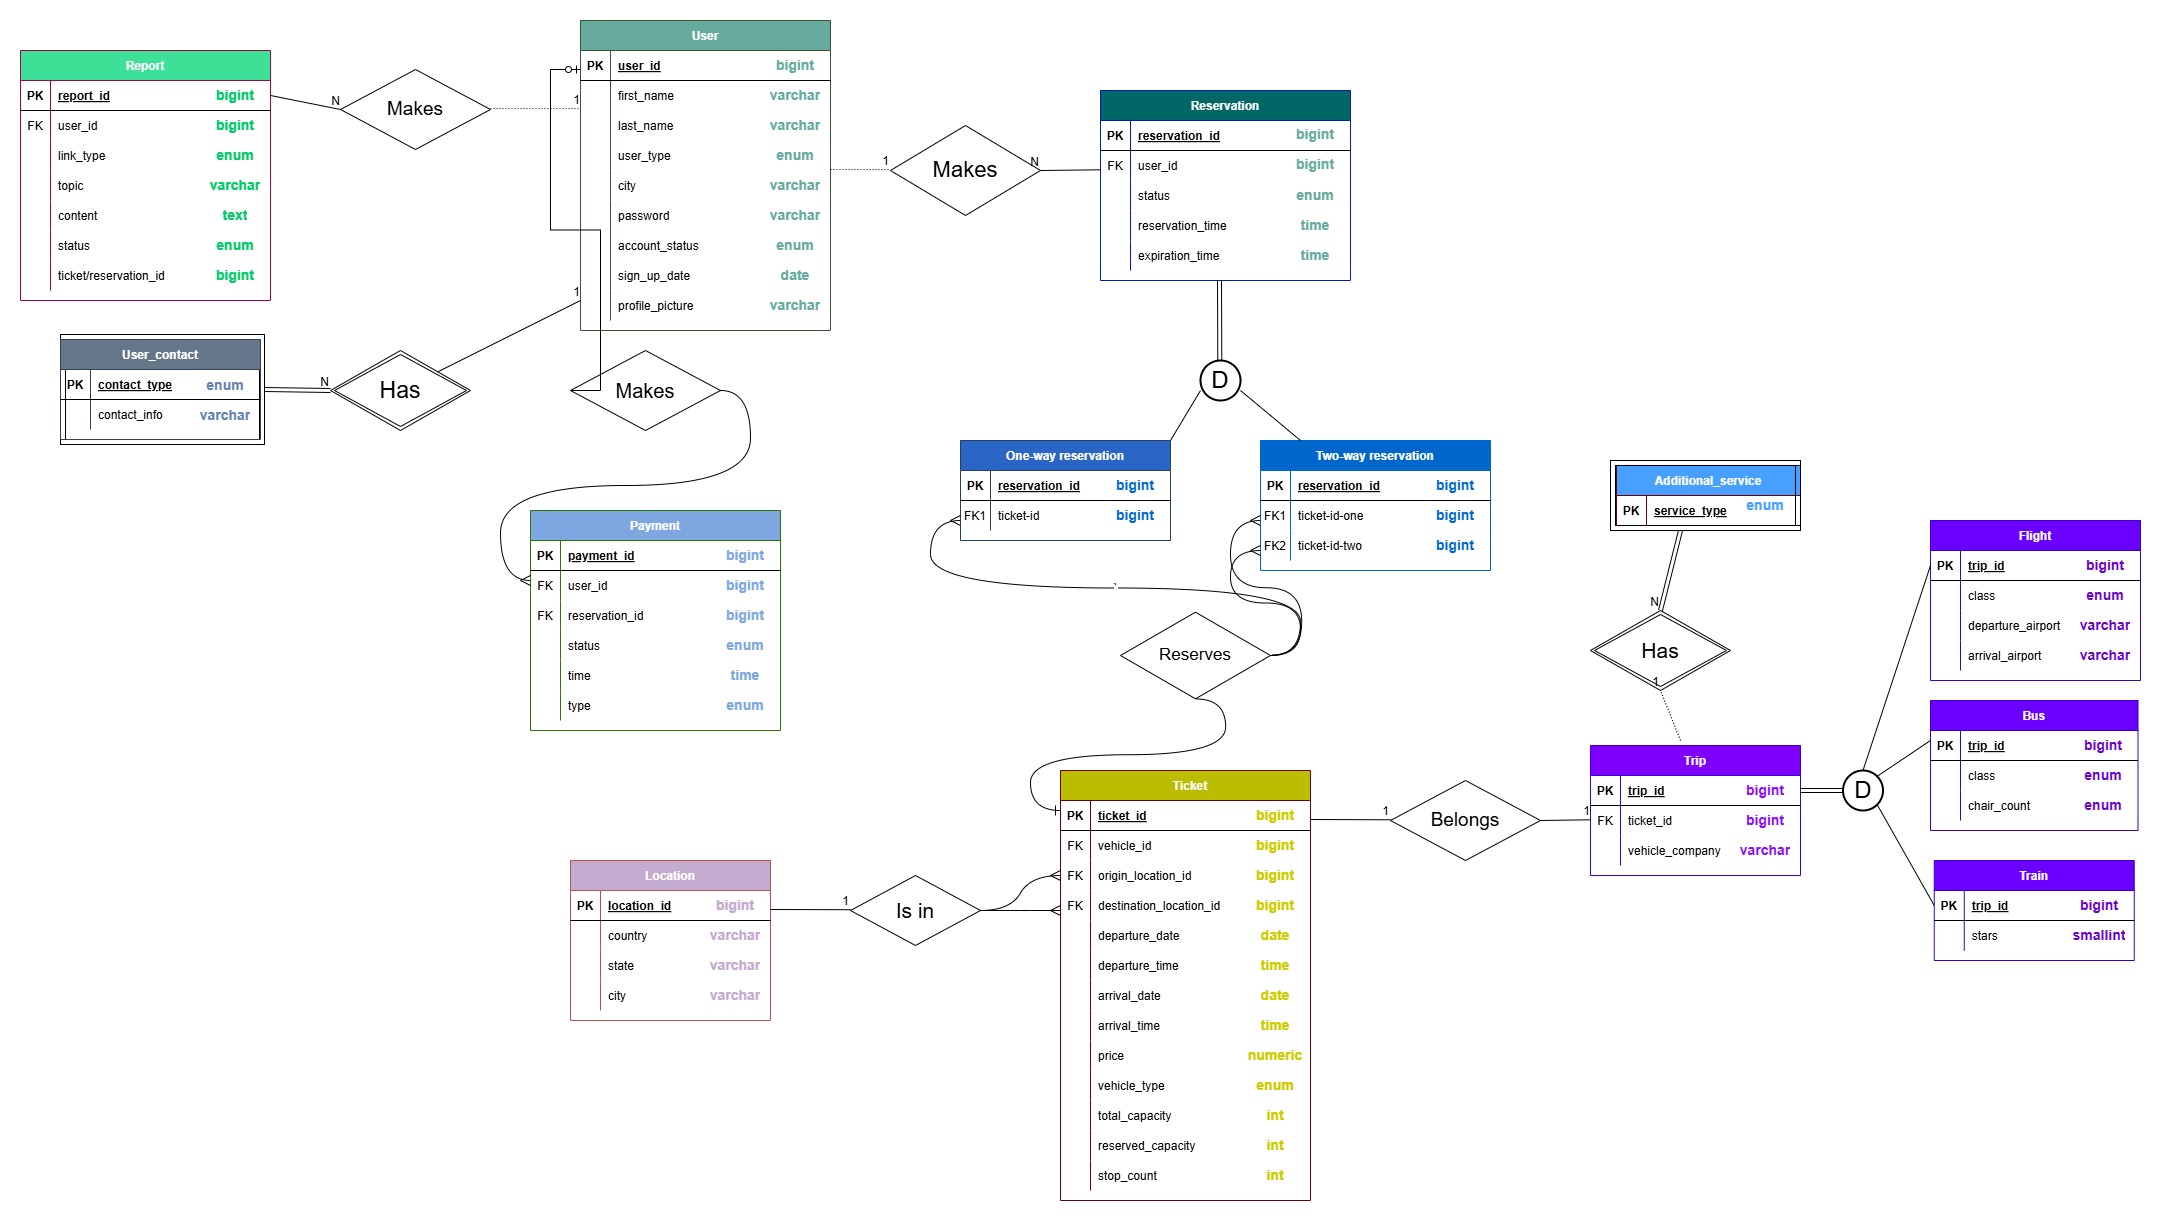 Report
PK report_id bigint
FK user_id bigint
link_type enum
topic varchar
content text
status enum
ticket/reservation_id bigint
N
Makes
1
User
PK user_id bigint
first_name varchar
last_name varchar
user_type enum
city varchar
password varchar
account_status enum
sign_up_date date
profile_picture varchar
1
Makes
N
Reservation
PK reservation_id bigint
FK user_id bigint
status enum
reservation_time time
expiration_time time
User_contact
PK contact_type enum
contact_info varchar
N
Has
1
Makes
D
One-way reservation
PK reservation_id bigint
FK1 ticket-id bigint
Two-way reservation
PK reservation_id bigint
FK1 ticket-id-one bigint
FK2 ticket-id-two bigint
Payment
PK payment_id bigint
FK user_id bigint
FK reservation_id bigint
status enum
time time
type enum
`
Reserves
Additional_service
PK service_type enum
N
Has
1
Flight
PK trip_id bigint
class enum
departure_airport varchar
arrival_airport varchar
Bus
PK trip_id bigint
class enum
chair_count enum
Train
PK trip_id bigint
stars smallint
D
Trip
PK trip_id bigint
FK ticket_id bigint
vehicle_company varchar
1
Belongs
1
Ticket
PK ticket_id bigint
FK vehicle_id bigint
FK origin_location_id bigint
FK destination_location_id bigint
departure_date date
departure_time time
arrival_date date
arrival_time time
price numeric
vehicle_type enum
total_capacity int
reserved_capacity int
stop_count int
Location
PK location_id bigint
country varchar
state varchar
city varchar
1
Is in